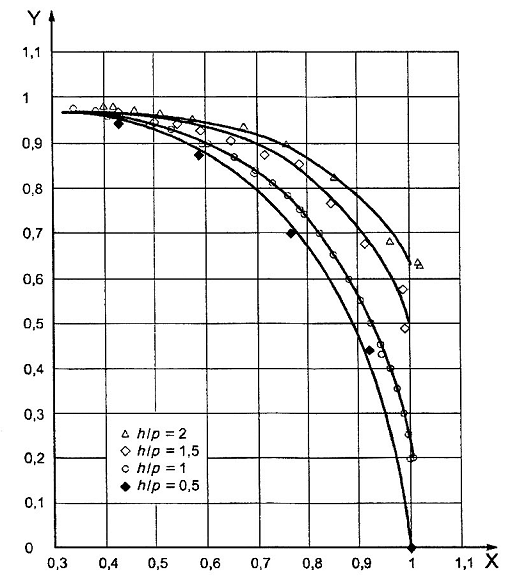 Y
1,1
1
0,9
0,8
0,7
0,6
0,5
0,4
0,3
0,2
0,1
0
△ h/p = 2
◇ h/p = 1,5
○ h/p = 1
◆ h/p = 0,5
0,3 0,4 0,5 0,6 0,7 0,8 0,9 1 1,1 X